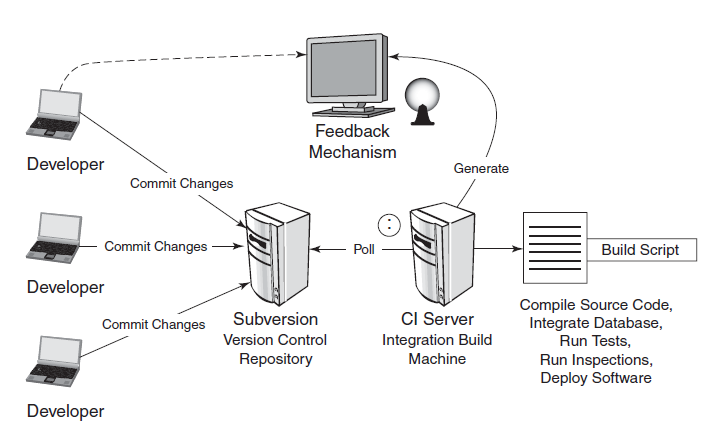 Feedback
Mechanism
Developer
Commit Changes
Generate
Commit Changes
Poll
Build Script
Developer
Commit Changes
Subversion
Version Control
Repository
CI Server
Integration Build
Machine
Compile Source Code,
Integrate Database,
Run Tests,
Run Inspections,
Deploy Software
Developer